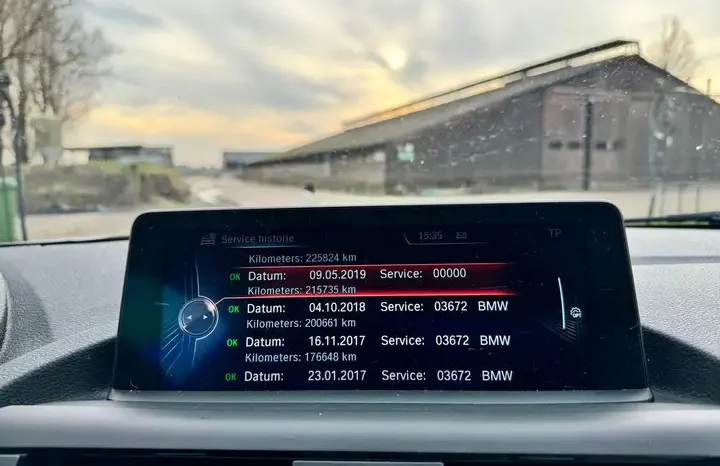 Service historie 15:35 TP
Kilometers: 225824 km
OK Datum: 09.05.2019 Service: 00000
Kilometers: 215735 km
OK Datum: 04.10.2018 Service: 03672 BMW
Kilometers: 200661 km
OK Datum: 16.11.2017 Service: 03672 BMW
Kilometers: 176648 km
OK Datum: 23.01.2017 Service: 03672 BMW